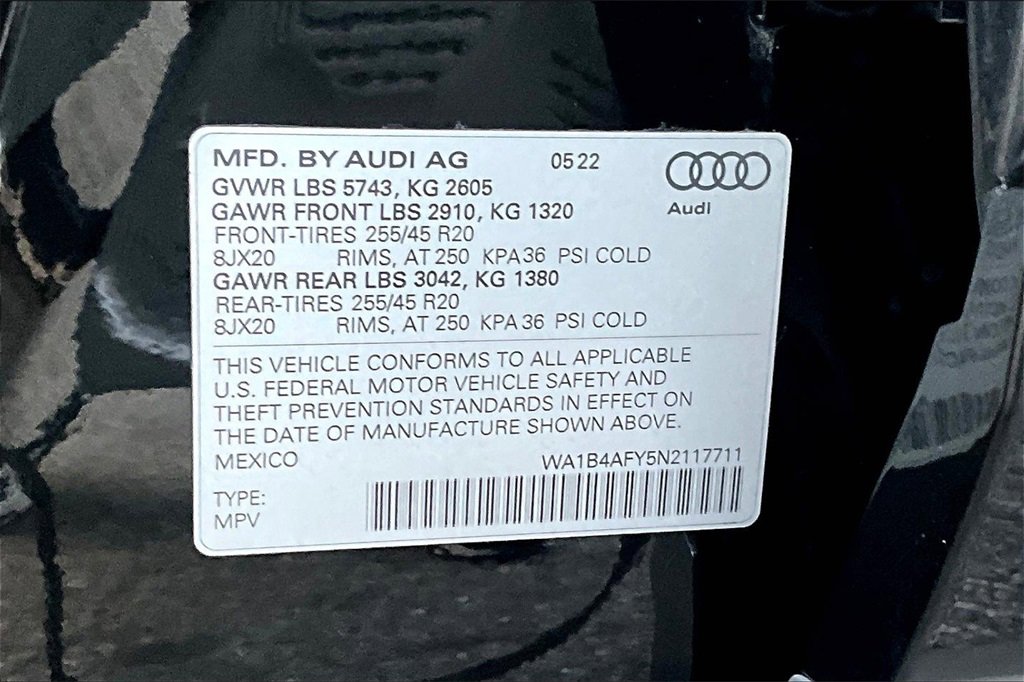 MFD. BY AUDI AG 05 22
GVWR LBS 5743, KG 2605
GAWR FRONT LBS 2910, KG 1320
Audi
FRONT-TIRES 255/45 R20
8JX20 RIMS, AT 250 KPA 36 PSI COLD
GAWR REAR LBS 3042, KG 1380
REAR-TIRES 255/45 R20
8JX20 RIMS, AT 250 KPA 36 PSI COLD
THIS VEHICLE CONFORMS TO ALL APPLICABLE
U.S. FEDERAL MOTOR VEHICLE SAFETY AND
THEFT PREVENTION STANDARDS IN EFFECT ON
THE DATE OF MANUFACTURE SHOWN ABOVE.
MEXICO WA1B4AFY5N2117711
TYPE:
MPV